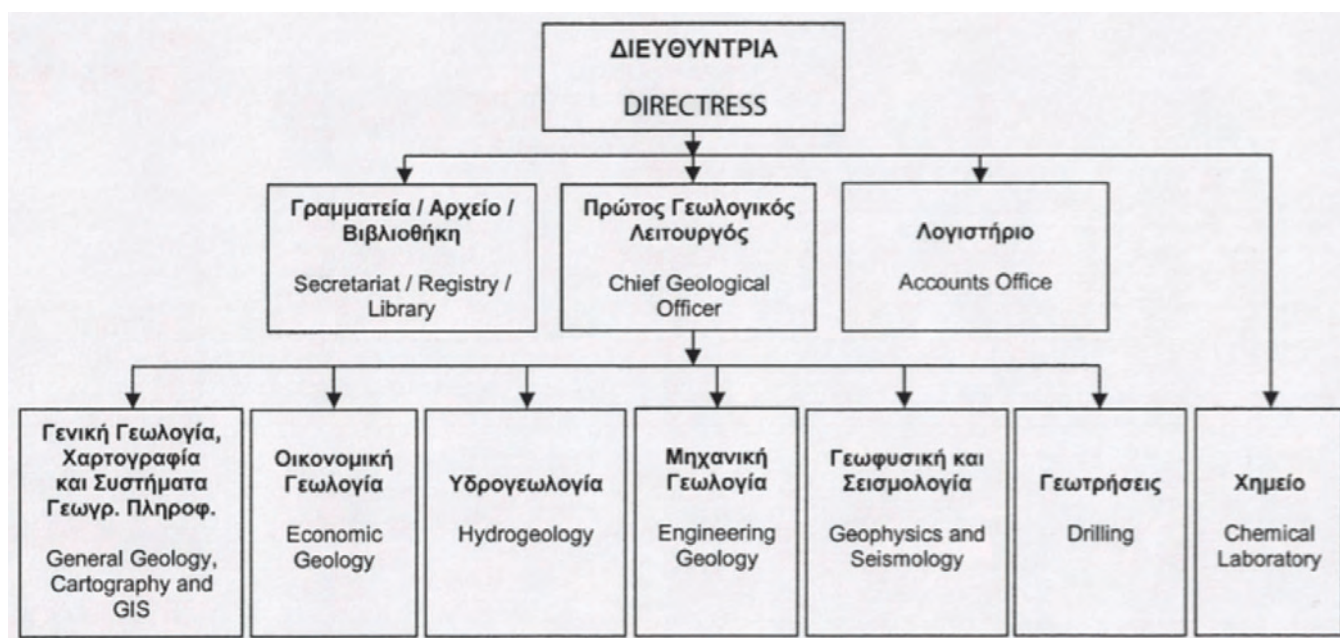 ΔΙΕΥΘΥΝΤΡΙΑ
DIRECTRESS
Γραμματεία / Αρχείο /
Βιβλιοθήκη
Secretariat / Registry /
Library
Πρώτος Γεωλογικός
Λειτουργός
Chief Geological
Officer
Λογιστήριο
Accounts Office
Γενική Γεωλογία,
Χαρτογραφία
και Συστήματα
Γεωγρ. Πληροφ.
General Geology,
Cartography and
GIS
Οικονομική
Γεωλογία
Economic
Geology
Υδρογεωλογία
Hydrogeology
Μηχανική
Γεωλογία
Engineering
Geology
Γεωφυσική και
Σεισμολογία
Geophysics and
Seismology
Γεωτρήσεις
Drilling
Χημείο
Chemical
Laboratory